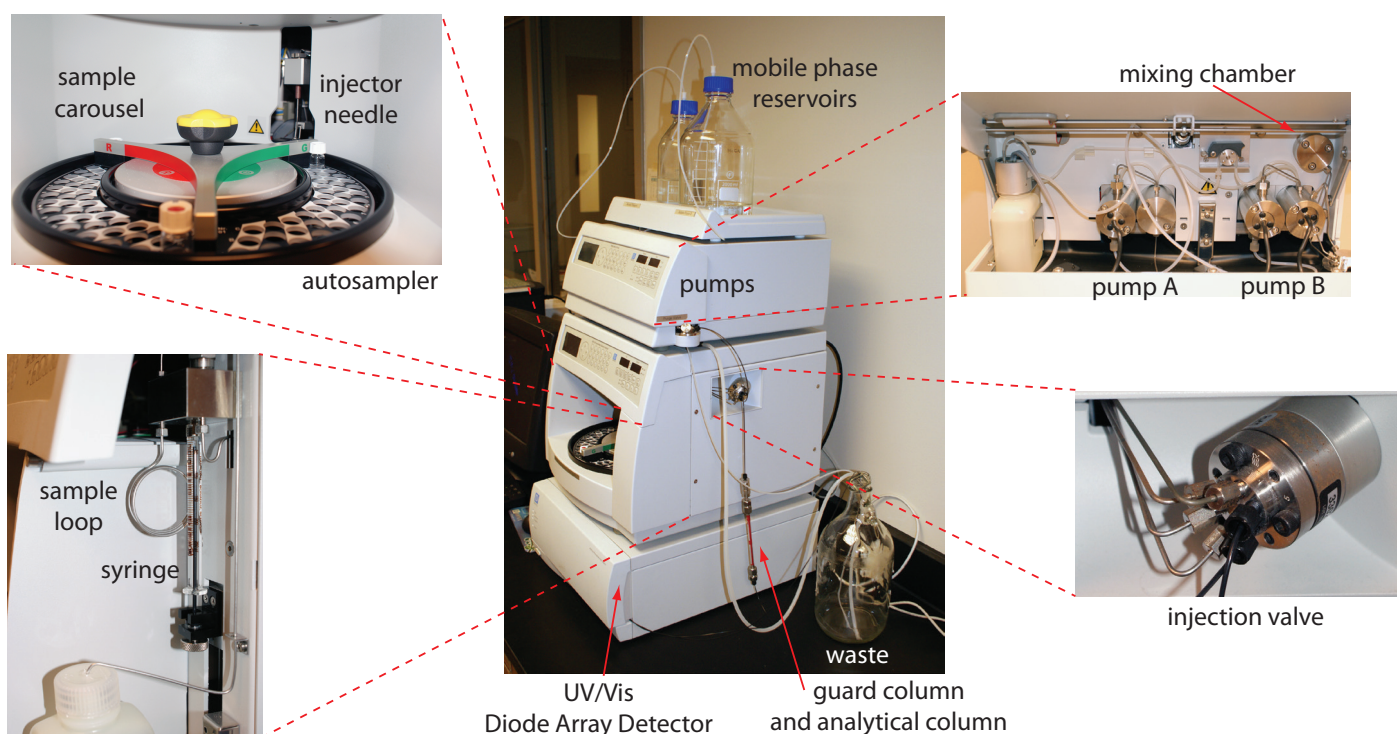 sample
carousel
injector
needle
R
G
autosampler
mobile phase
reservoirs
mixing chamber
pumps
pump A
pump B
sample
loop
syringe
injection valve
waste
UV/Vis
Diode Array Detector
guard column
and analytical column